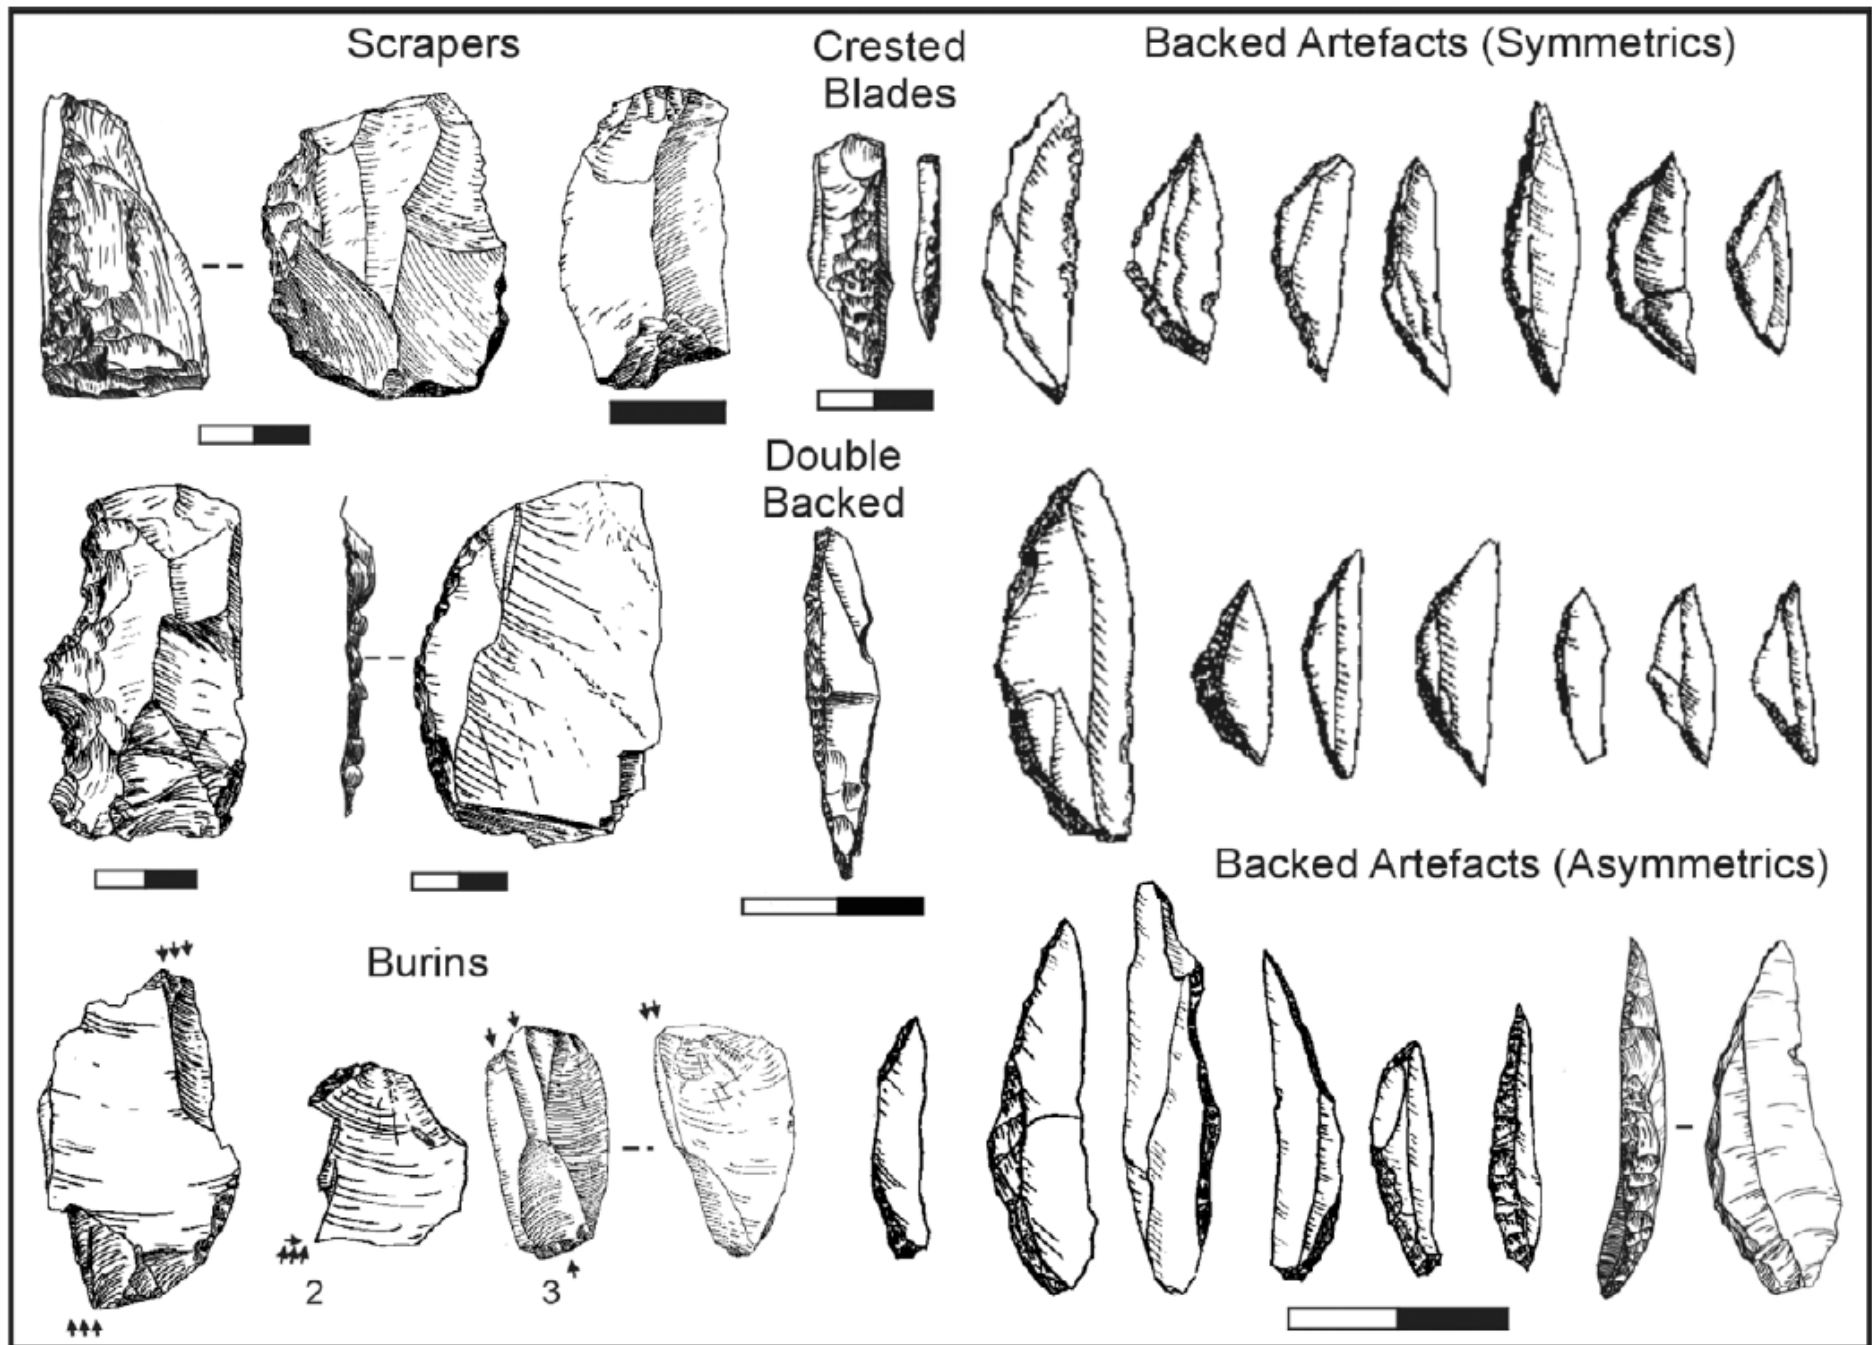 Scrapers
Crested
Blades
Backed Artefacts (Symmetrics)
Double
Backed
Backed Artefacts (Asymmetrics)
Burins
2
3